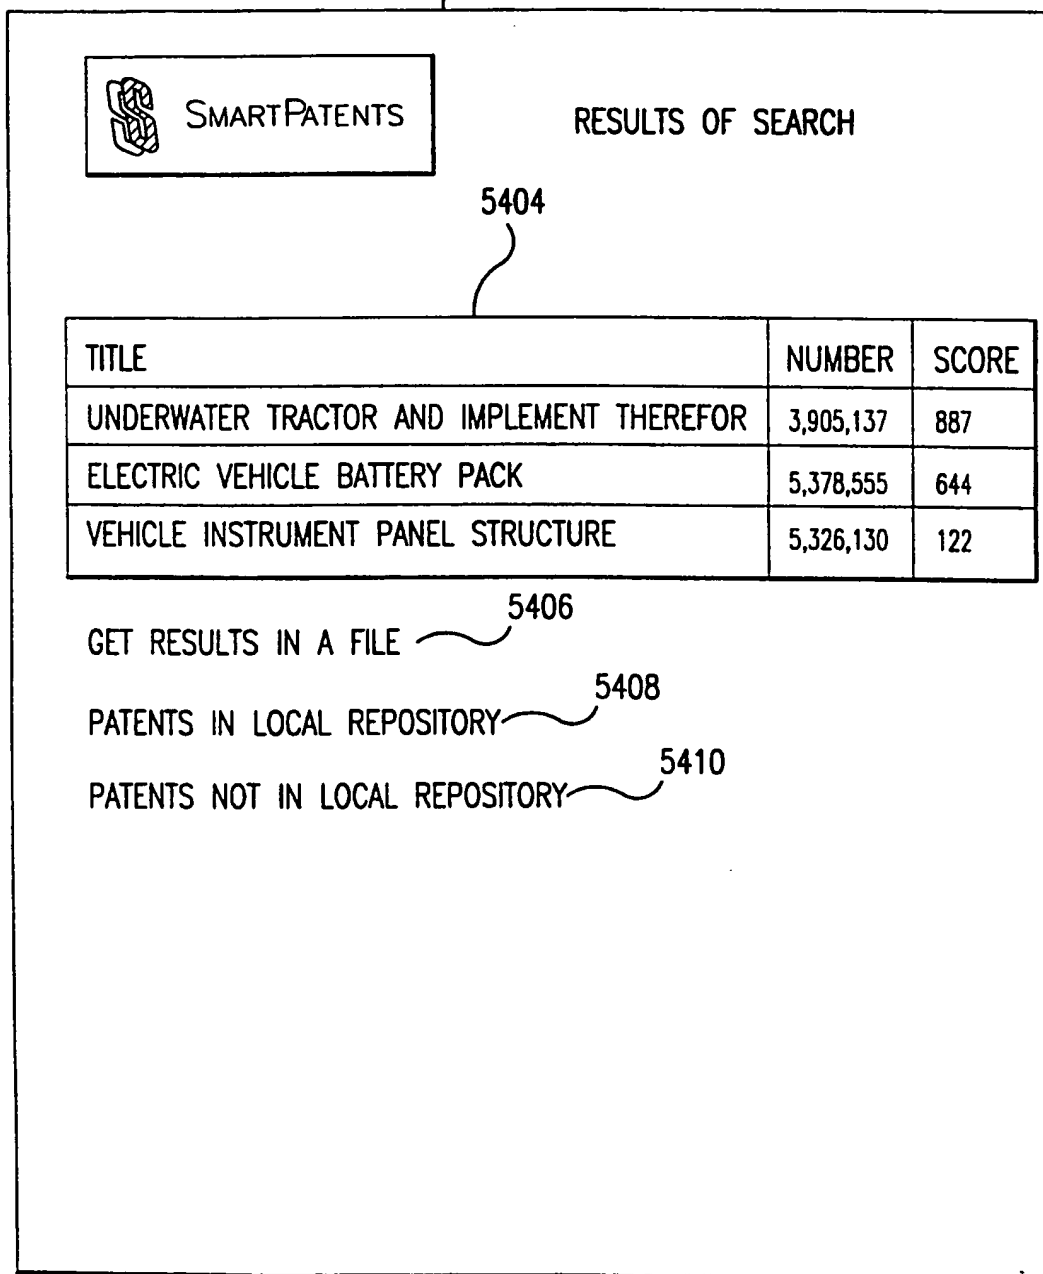 SMARTPATENTS
RESULTS OF SEARCH
5404
TITLE NUMBER SCORE
UNDERWATER TRACTOR AND IMPLEMENT THEREFOR 3,905,137 887
ELECTRIC VEHICLE BATTERY PACK 5,378,555 644
VEHICLE INSTRUMENT PANEL STRUCTURE 5,326,130 122
5406
GET RESULTS IN A FILE
5408
PATENTS IN LOCAL REPOSITORY
5410
PATENTS NOT IN LOCAL REPOSITORY